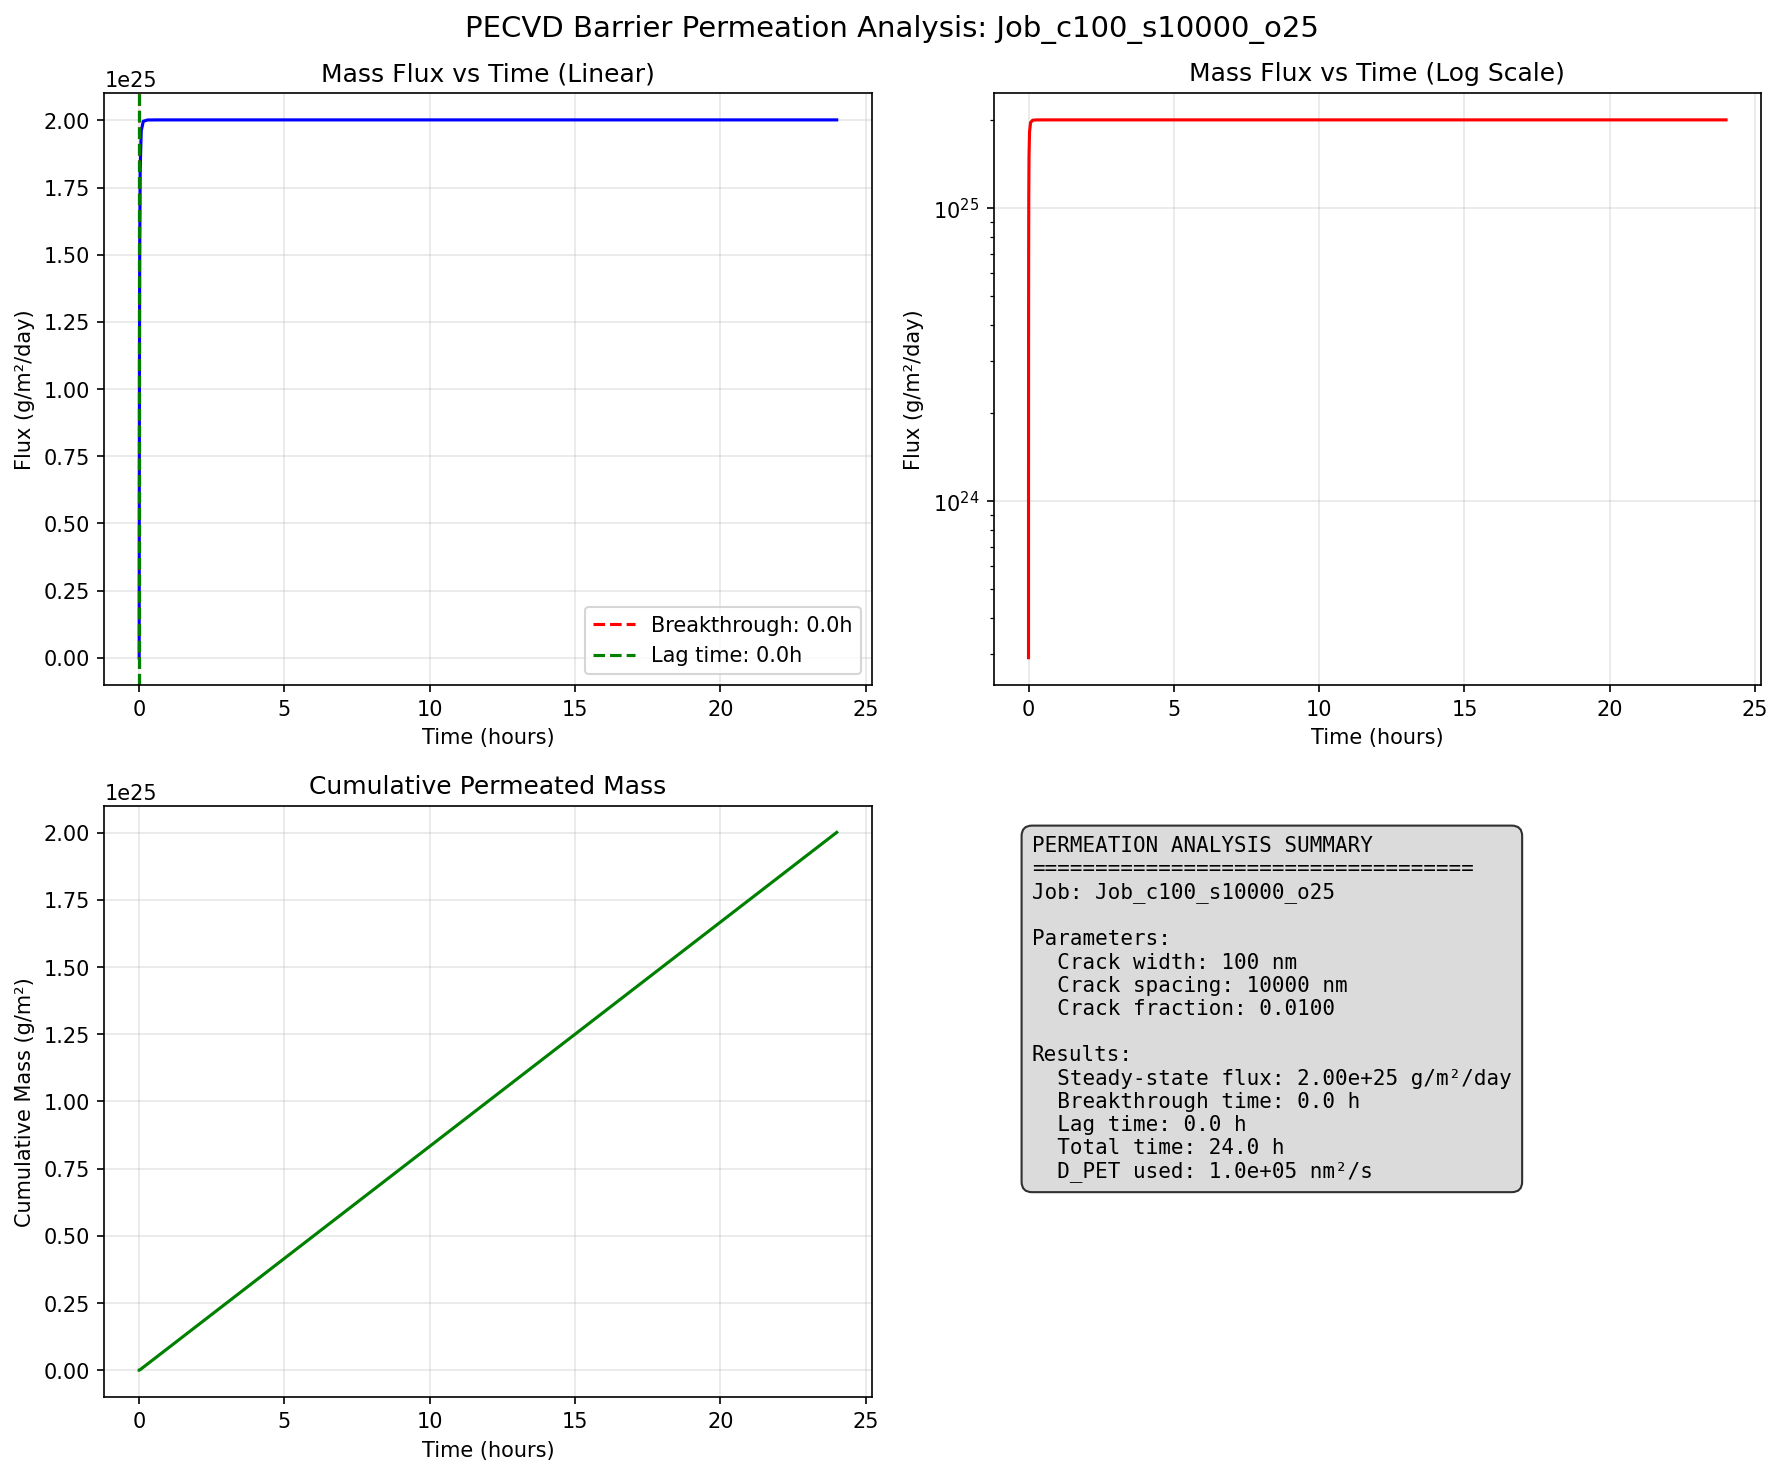 PECVD Barrier Permeation Analysis: Job_c100_s10000_o25
Mass Flux vs Time (Linear)
1e25
2.00
1.75
1.50
1.25
1.00
0.75
0.50
0.25
0.00
Flux (g/m²/day)
0 5 10 15 20 25
Time (hours)
Breakthrough: 0.0h
Lag time: 0.0h
Mass Flux vs Time (Log Scale)
10²⁵
10²⁴
Flux (g/m²/day)
0 5 10 15 20 25
Time (hours)
Cumulative Permeated Mass
1e25
2.00
1.75
1.50
1.25
1.00
0.75
0.50
0.25
0.00
Cumulative Mass (g/m²)
0 5 10 15 20 25
Time (hours)
PERMEATION ANALYSIS SUMMARY
===================================
Job: Job_c100_s10000_o25
Parameters:
Crack width: 100 nm
Crack spacing: 10000 nm
Crack fraction: 0.0100
Results:
Steady-state flux: 2.00e+25 g/m²/day
Breakthrough time: 0.0 h
Lag time: 0.0 h
Total time: 24.0 h
D_PET used: 1.0e+05 nm²/s